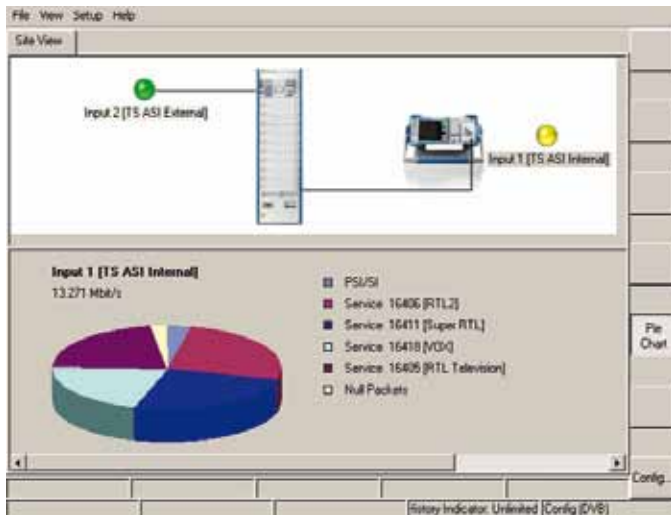 File View Setup Help
Site View
Input 2 [TS ASI External]
Input 1 [TS ASI Internal]
Input 1 [TS ASI Internal]
13.271 Mbit/s
PSI/SI
Service 16406 [RTL2]
Service 16411 [Super RTL]
Service 16418 [VOX]
Service 16405 [RTL Television]
Null Packets
Pie
Chart
Config...
History Indicator: Unlimited Config (DVB)